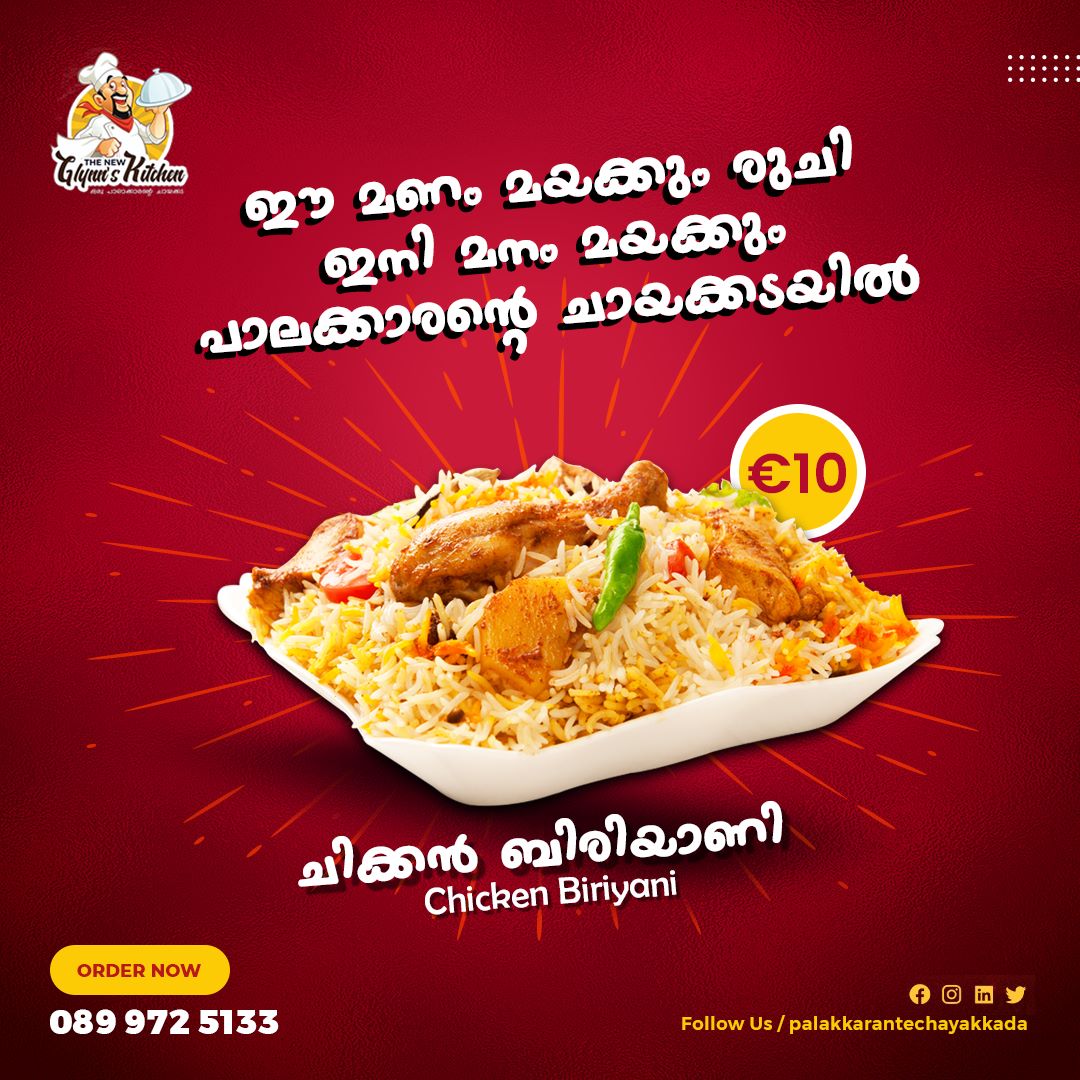 THE NEW
Glynn's Kitchen
ഈ മണം മയക്കും രുചി
ഇനി മനം മയക്കും
പാലക്കാരന്റെ ചായക്കടയിൽ
€10
ചിക്കൻ ബിരിയാണി
Chicken Biriyani
ORDER NOW
089 972 5133
Follow Us / palakkarantechayakkada